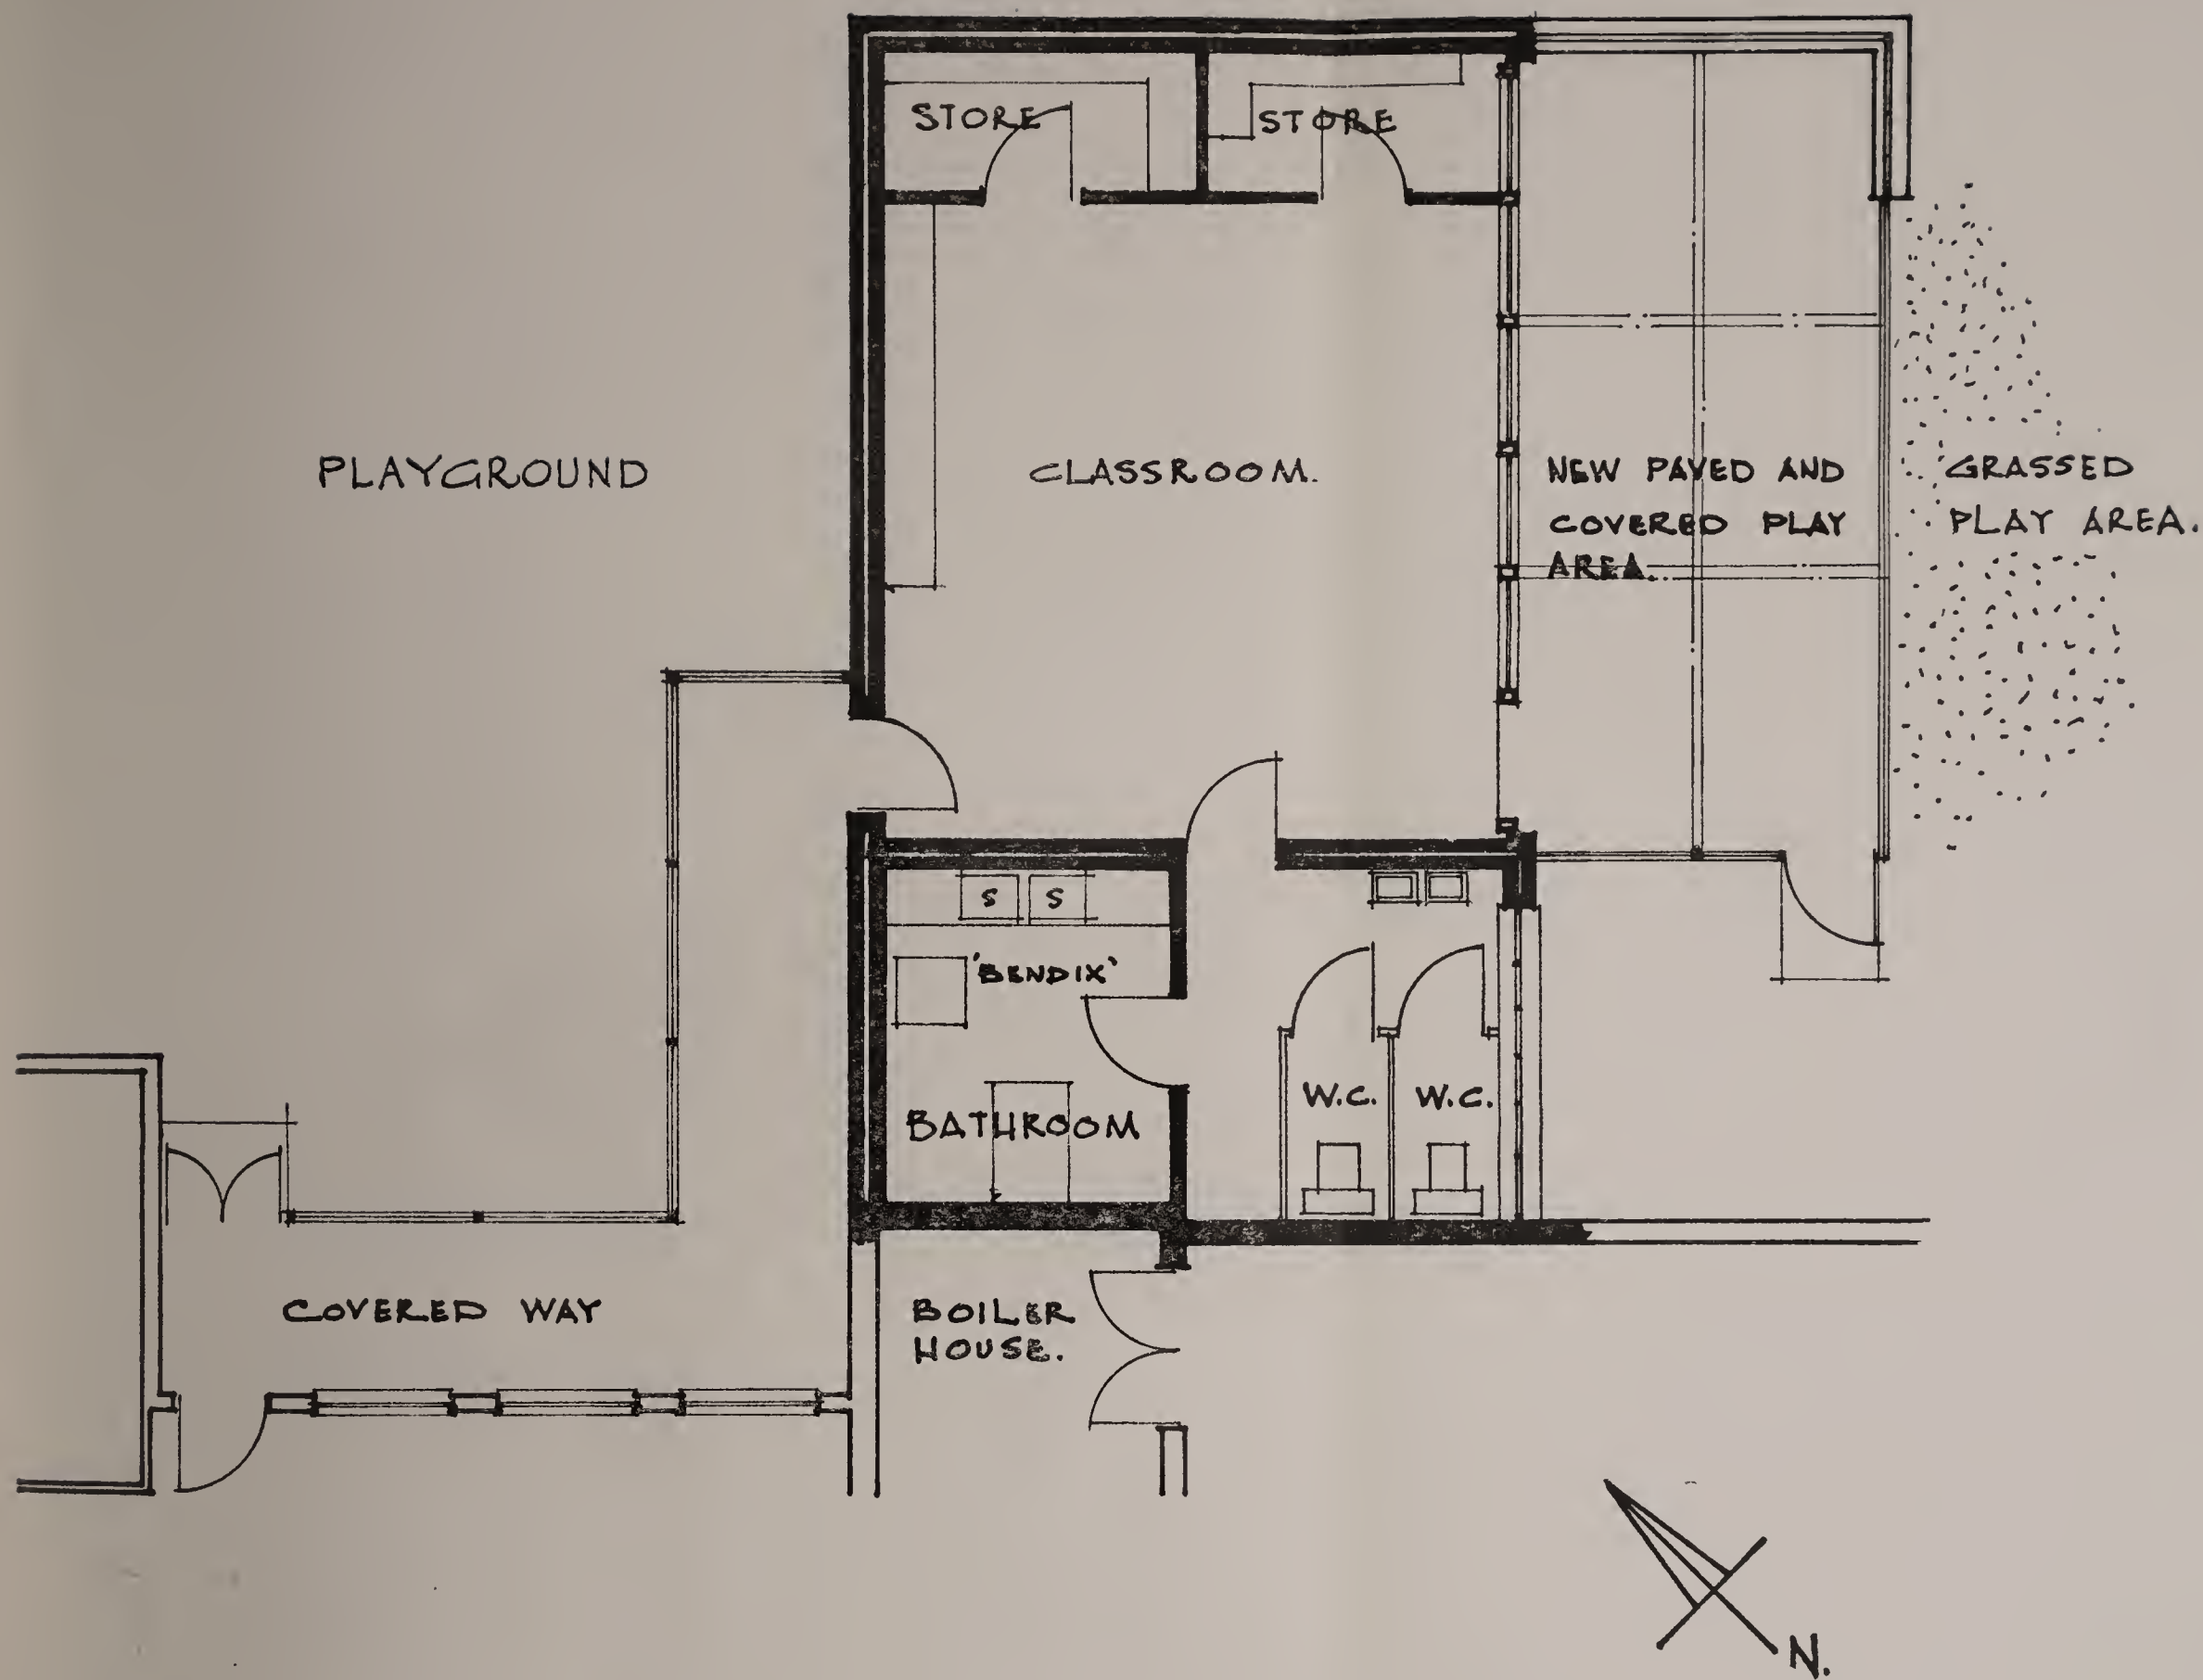 STORE
STORE
PLAYGROUND
CLASSROOM.
NEW PAVED AND
COVERED PLAY
AREA.
GRASSED
PLAY AREA.
S
S
'BENDIX'
W.C.
W.C.
BATHROOM
COVERED WAY
BOILER
HOUSE.
N.